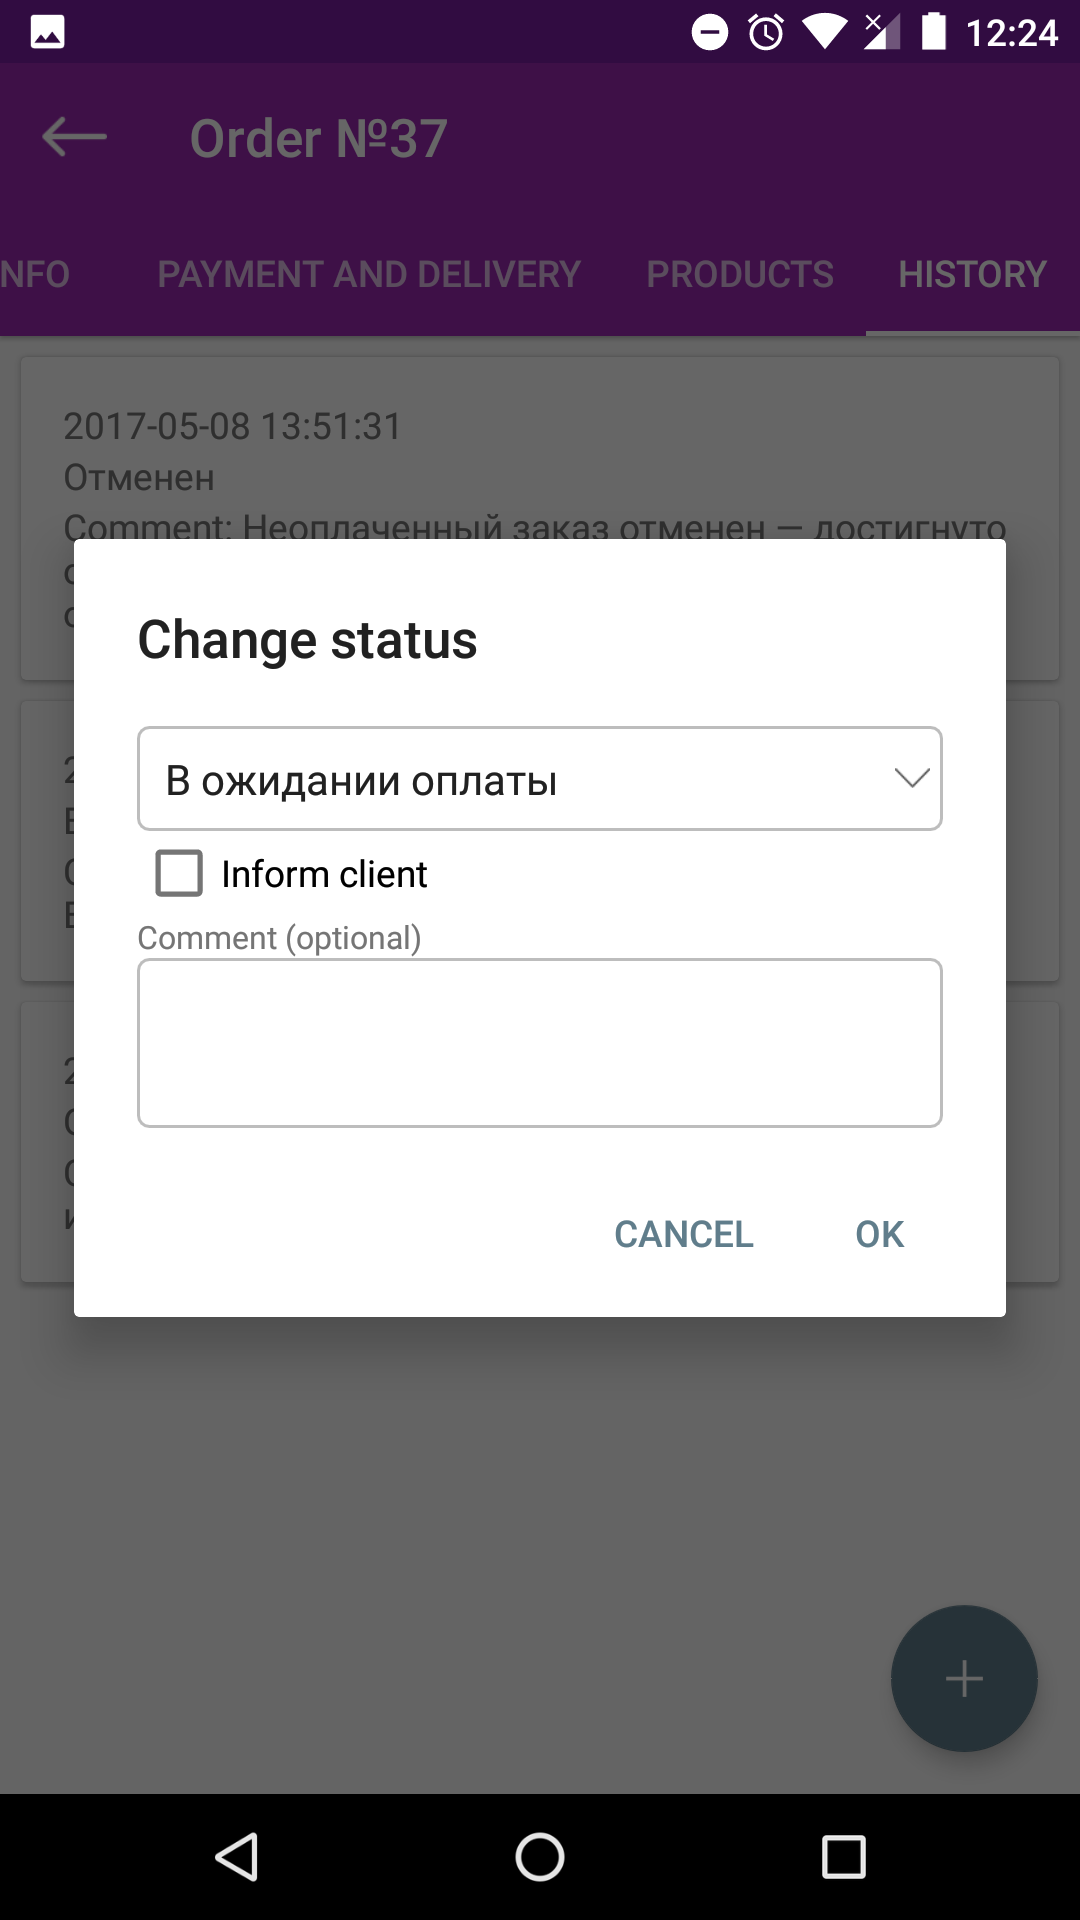 12:24
Order №37
NFO PAYMENT AND DELIVERY PRODUCTS HISTORY
2017-05-08 13:51:31
Отменен
Comment: Неоплаченный заказ отменен — достигнуто
Change status
В ожидании оплаты
Inform client
Comment (optional)
CANCEL OK